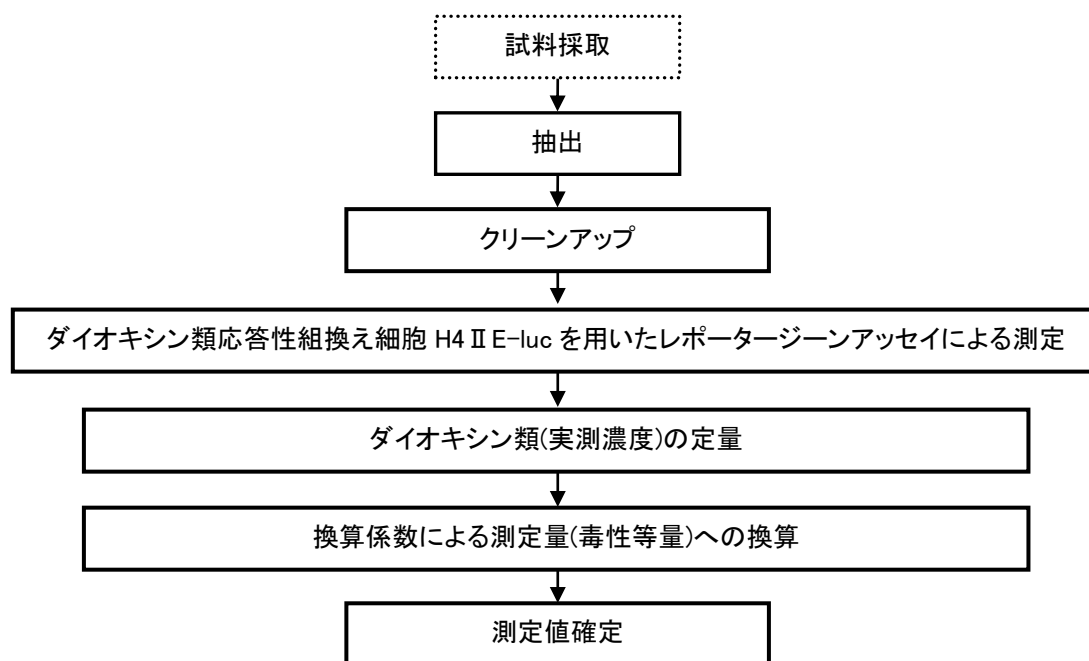 試料採取
抽出
クリーンアップ
ダイオキシン類応答性組換え細胞 H4ⅡE-luc を用いたレポータージーンアッセイによる測定
ダイオキシン類(実測濃度)の定量
換算係数による測定量(毒性等量)への換算
測定値確定